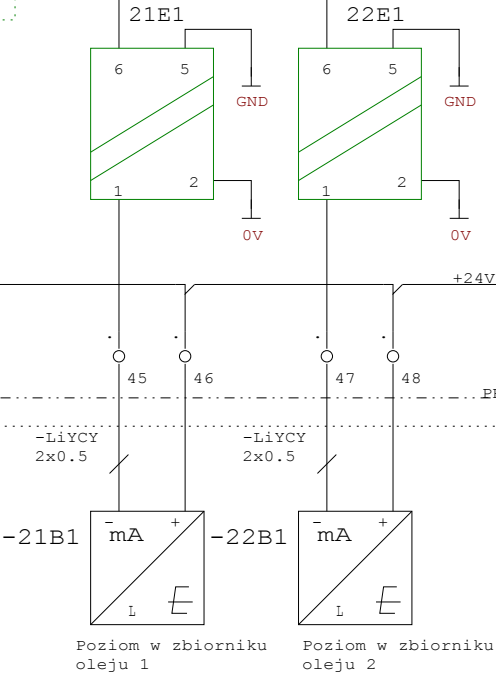 21E1 22E1
6 5 6 5
GND GND
1 2 1 2
0V 0V
+24V
45 46 47 48
-LiYCY -LiYCY
2x0.5 2x0.5
-21B1 - + mA L -22B1 - + mA L
Poziom w zbiorniku
oleju 1
Poziom w zbiorniku
oleju 2